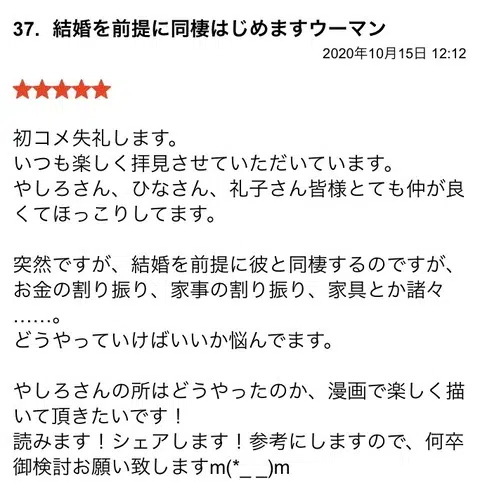 37. 結婚を前提に同棲はじめますウーマン
2020年10月15日 12:12
★★★★★
初コメ失礼します。
いつも楽しく拝見させていただいています。
やしろさん、ひなさん、礼子さん皆様とても仲が良
くてほっこりしてます。
突然ですが、結婚を前提に彼と同棲するのですが、
お金の割り振り、家事の割り振り、家具とか諸々
……。
どうやっていけばいいか悩んでます。
やしろさんの所はどうやったのか、漫画で楽しく描
いて頂きたいです！
読みます！シェアします！参考にしますので、何卒
御検討お願い致しますm(*_ _)m